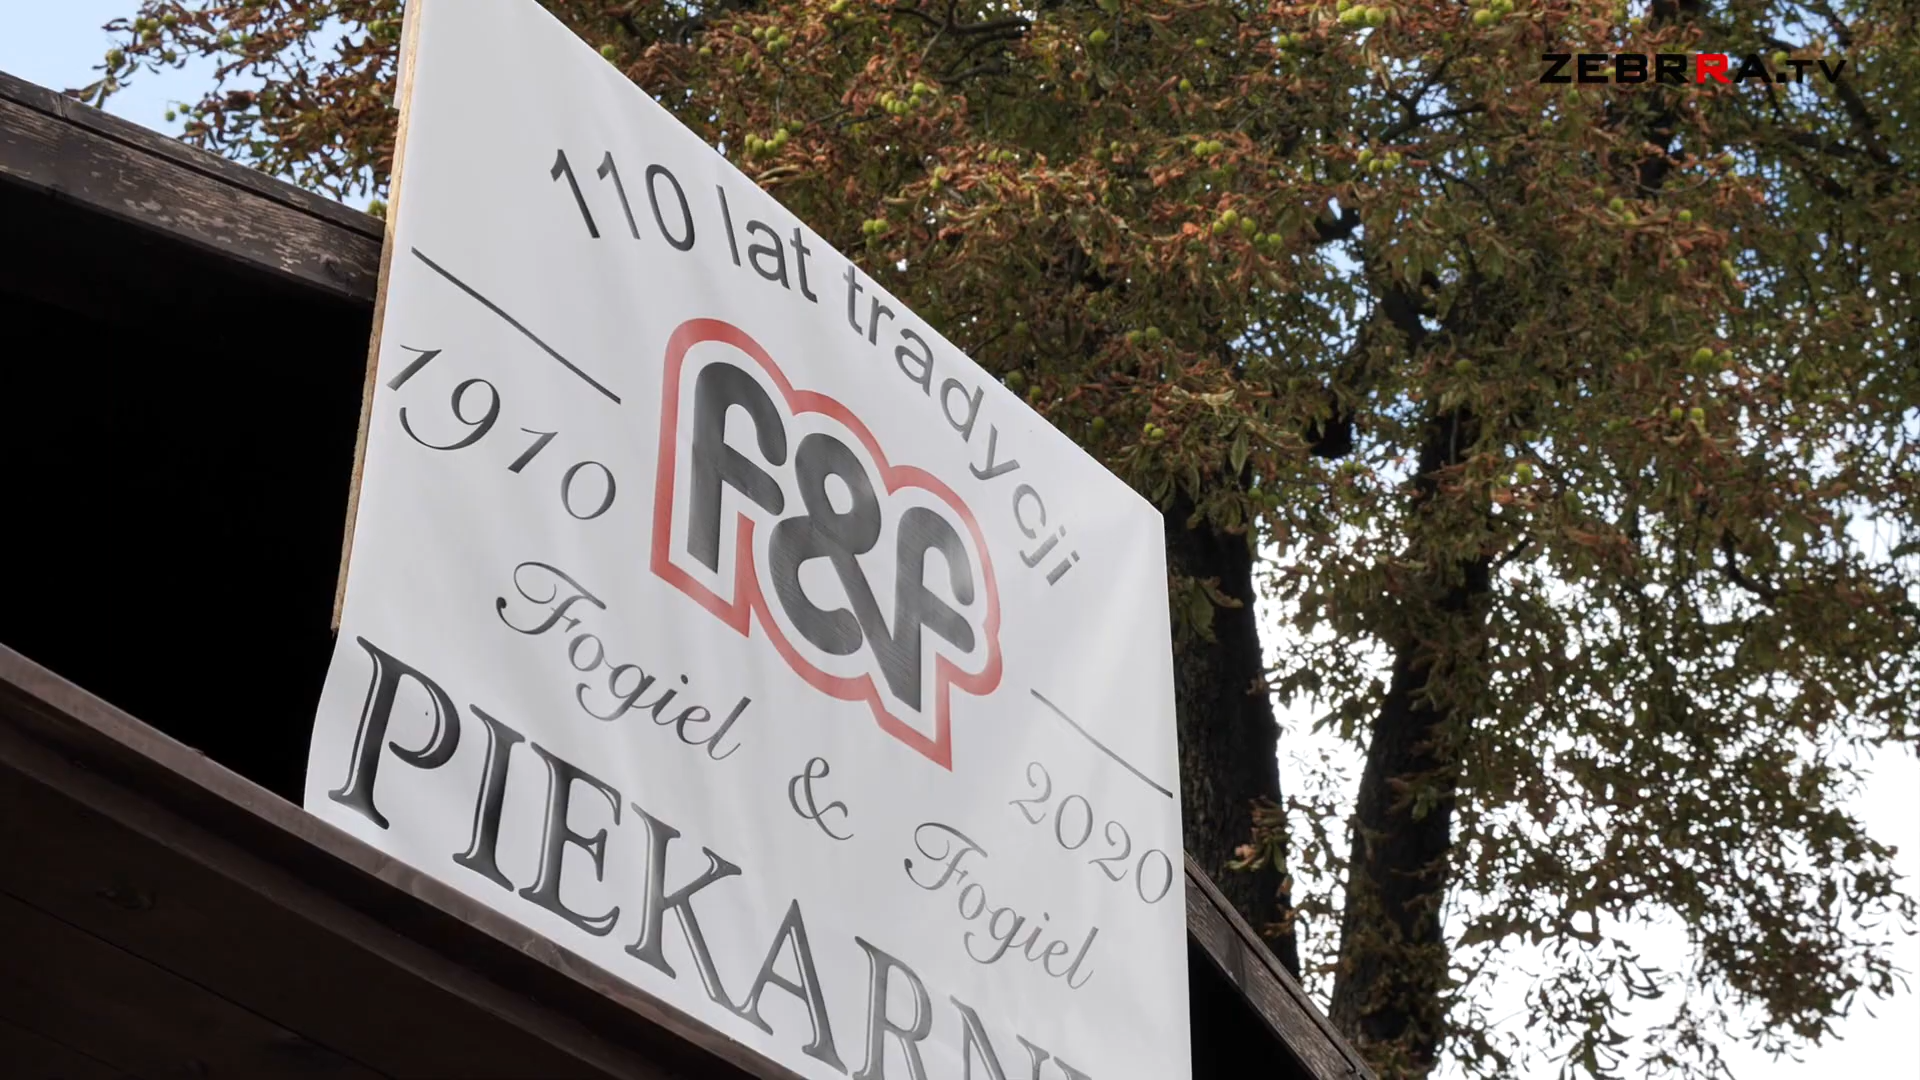 ZEBRRA.TV
110 lat tradycji
f&f
1910
2020
Fogiel & Fogiel
PIEKARN